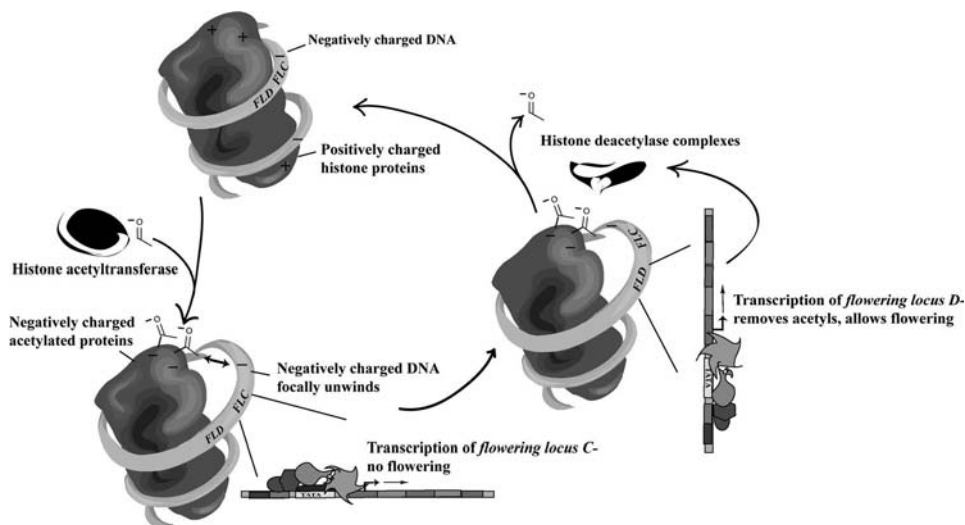 Negatively charged DNA
FLD FLC
Positively charged
histone proteins
O
Histone deacetylase complexes
Histone acetyltransferase
O
O
O
FLC
FLD
Transcription of flowering locus D-
removes acetyls, allows flowering
TATA
Negatively charged
acetylated proteins
O
O
Negatively charged DNA
focally unwinds
FLD FLC
Transcription of flowering locus C-
no flowering
TATA